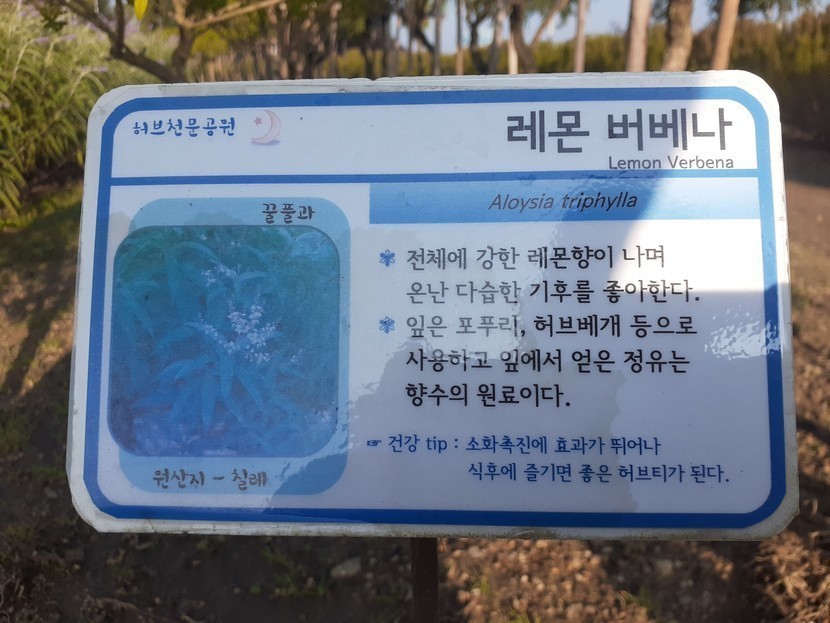 허브천문공원
레몬 버베나
Lemon Verbena
꿀풀과
Aloysia triphylla
전체에 강한 레몬향이 나며
온난 다습한 기후를 좋아한다.
잎은 포푸리, 허브베개 등으로
사용하고 잎에서 얻은 정유는
향수의 원료이다.
☞ 건강 tip : 소화촉진에 효과가 뛰어나
식후에 즐기면 좋은 허브티가 된다.
원산지 - 칠레